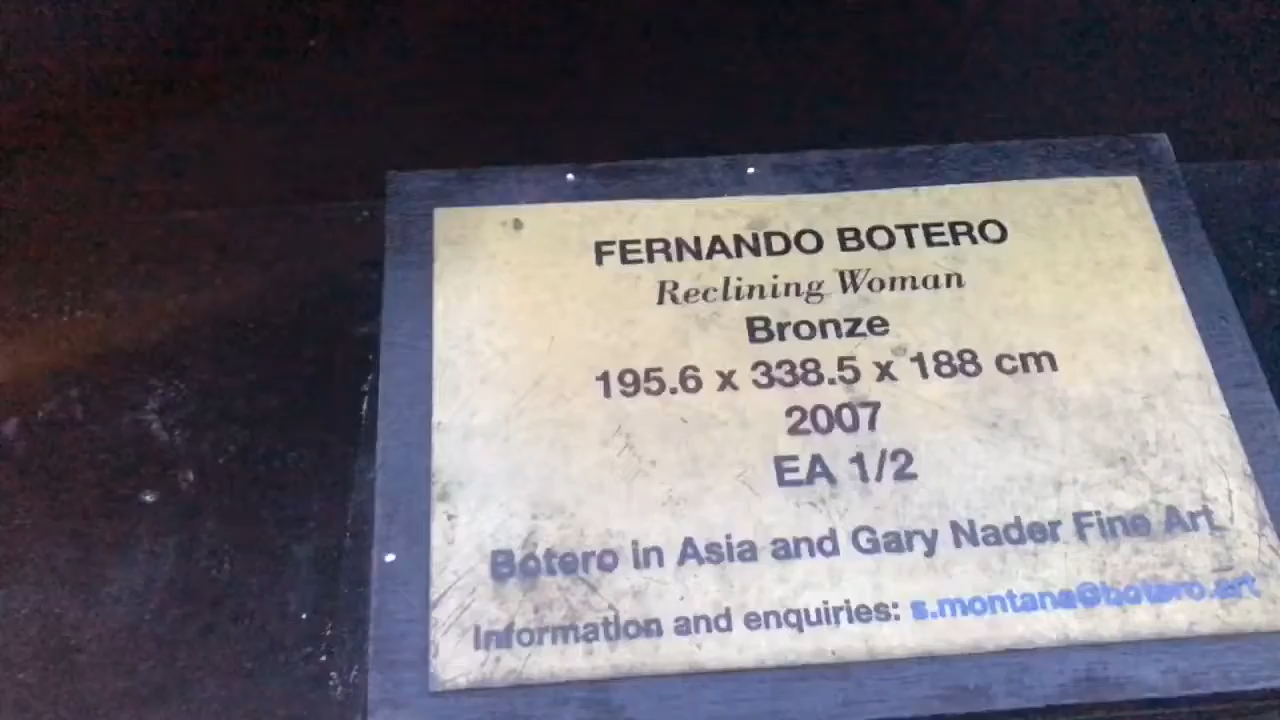 FERNANDO BOTERO
Reclining Woman
Bronze
195.6 x 338.5 x 188 cm
2007
EA 1/2
Botero in Asia and Gary Nader Fine Art
Information and enquiries: s.montana@botero.art